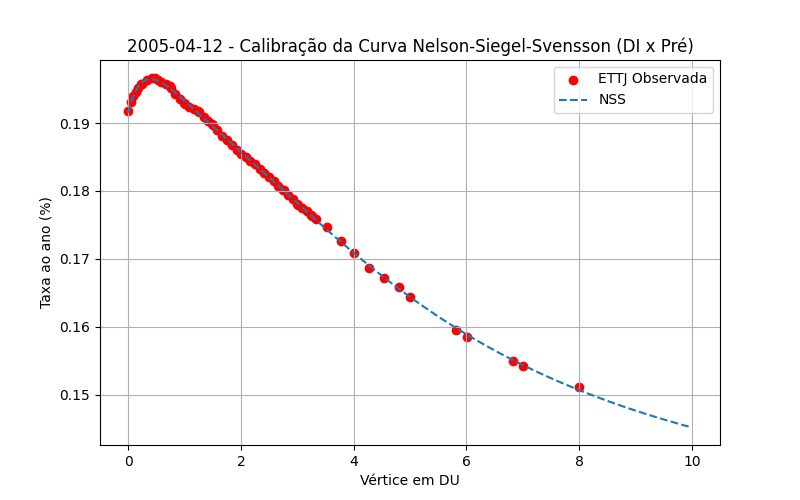 2005-04-12 - Calibração da Curva Nelson-Siegel-Svensson (DI x Pré)
ETTJ Observada
NSS
Taxa ao ano (%)
0.19
0.18
0.17
0.16
0.15
0 2 4 6 8 10
Vértice em DU